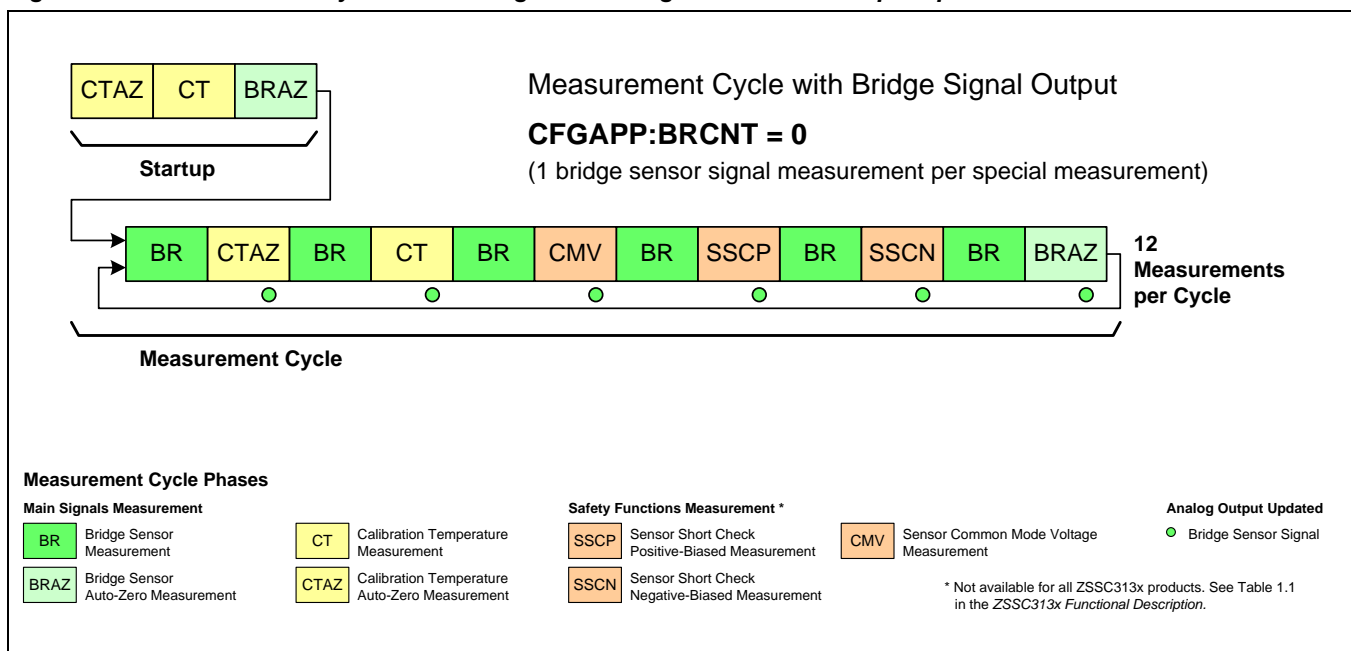 CTAZ CT BRAZ
Startup
Measurement Cycle with Bridge Signal Output
CFGAPP:BRCNT = 0
(1 bridge sensor signal measurement per special measurement)
BR CTAZ BR CT BR CMV BR SSCP BR SSCN BR BRAZ
12
Measurements
per Cycle
Measurement Cycle
Measurement Cycle Phases
Main Signals Measurement
BR
Bridge Sensor
Measurement
BRAZ
Bridge Sensor
Auto-Zero Measurement
CT
Calibration Temperature
Measurement
CTAZ
Calibration Temperature
Auto-Zero Measurement
Safety Functions Measurement *
SSCP
Sensor Short Check
Positive-Biased Measurement
SSCN
Sensor Short Check
Negative-Biased Measurement
CMV
Sensor Common Mode Voltage
Measurement
Analog Output Updated
Bridge Sensor Signal
* Not available for all ZSSC313x products. See Table 1.1
in the ZSSC313x Functional Description.